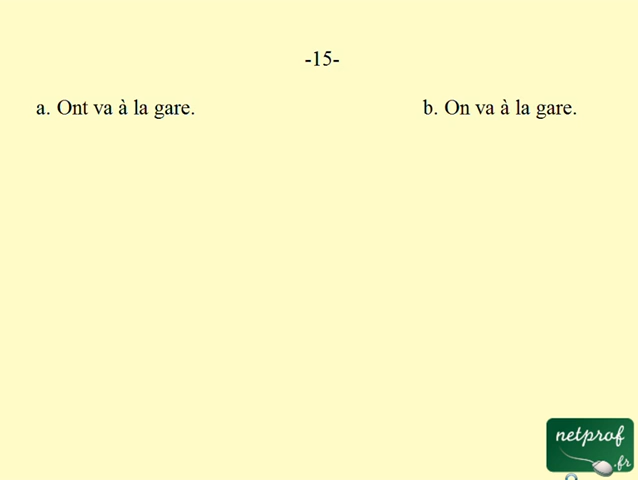 -15-
a. Ont va à la gare. b. On va à la gare.
netprof
.fr